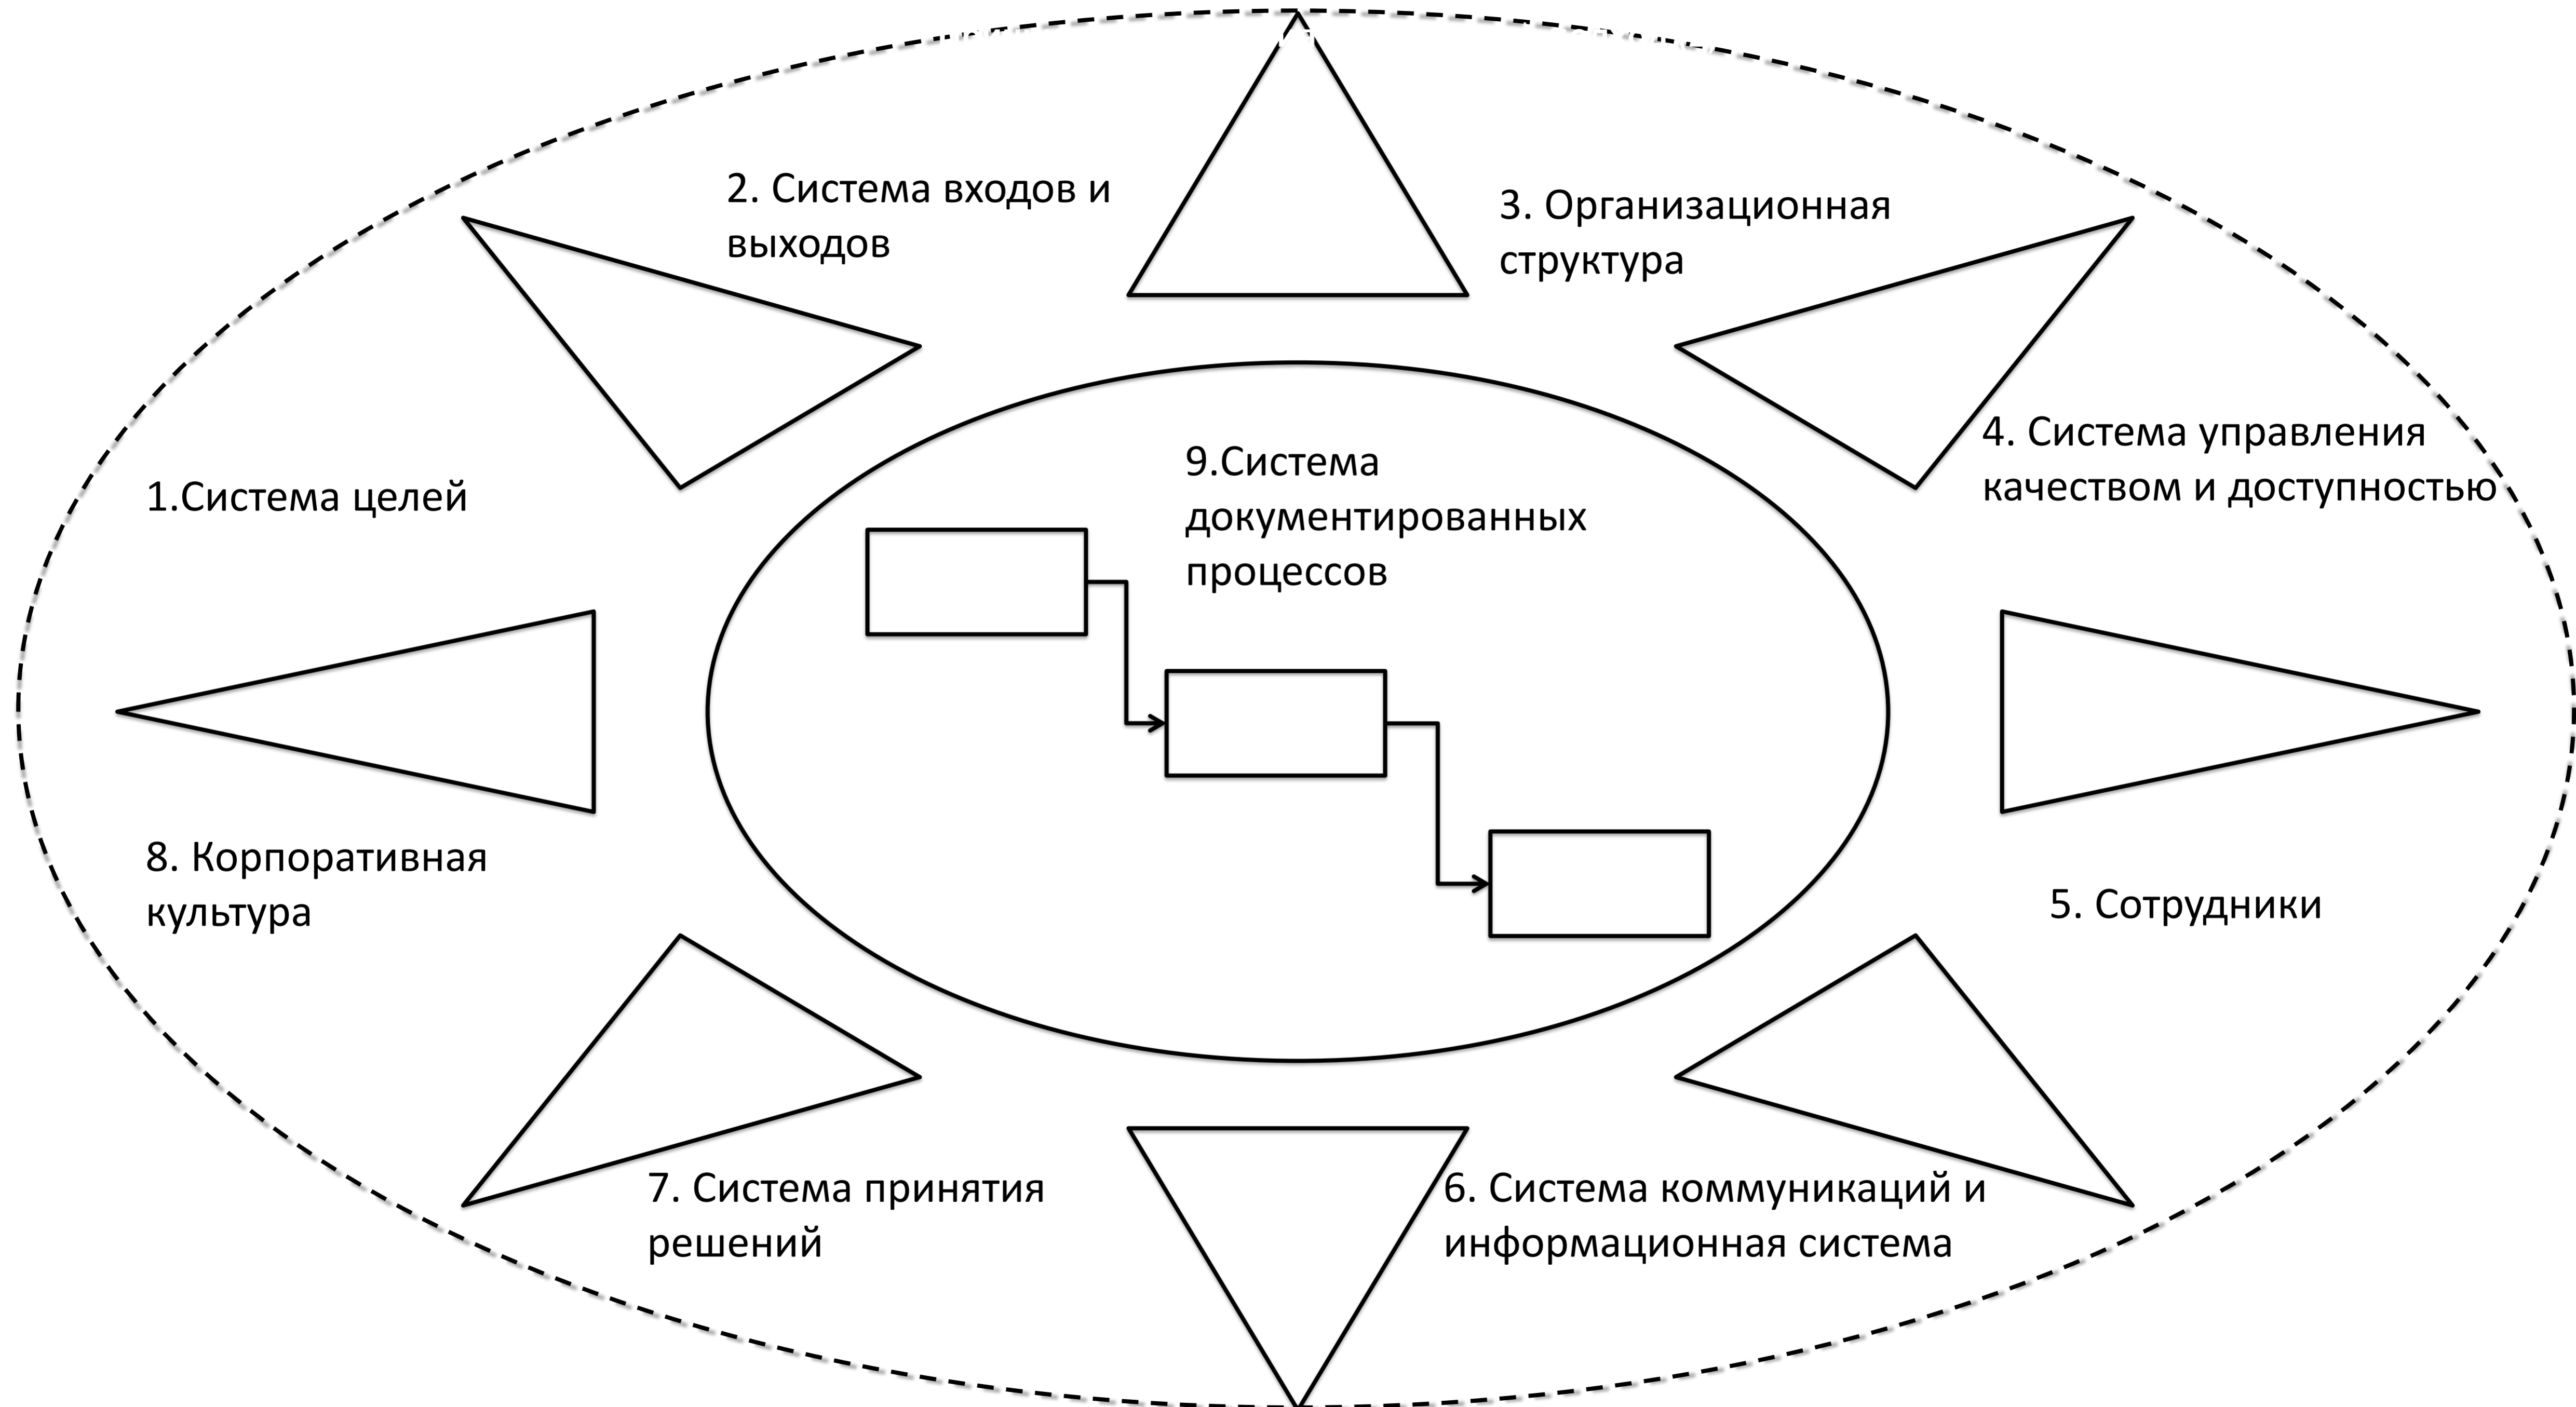 2. Система входов и
выходов
3. Организационная
структура
1.Система целей
9.Система
документированных
процессов
4. Система управления
качеством и доступностью
8. Корпоративная
культура
5. Сотрудники
7. Система принятия
решений
6. Система коммуникаций и
информационная система